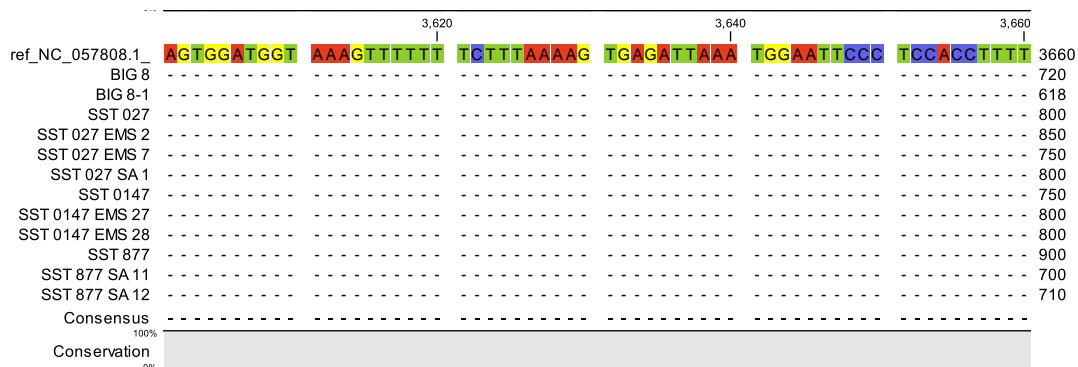 3,620 3,640 3,660
ref_NC_057808.1_ AGTGGATGGT AAAGTTTTTT TCTTTAAAAG TGAGATTAAA TGGAATTCCC TCCACCTTTT 3660
BIG 8 - - - - - - - - - - - - - - - - - - - - - - - - - - - - - - - - - - - - - - - - - - - - - - - - - - - - - - - - - - - - 720
BIG 8-1 - - - - - - - - - - - - - - - - - - - - - - - - - - - - - - - - - - - - - - - - - - - - - - - - - - - - - - - - - - - - 618
SST 027 - - - - - - - - - - - - - - - - - - - - - - - - - - - - - - - - - - - - - - - - - - - - - - - - - - - - - - - - - - - - 800
SST 027 EMS 2 - - - - - - - - - - - - - - - - - - - - - - - - - - - - - - - - - - - - - - - - - - - - - - - - - - - - - - - - - - - - 850
SST 027 EMS 7 - - - - - - - - - - - - - - - - - - - - - - - - - - - - - - - - - - - - - - - - - - - - - - - - - - - - - - - - - - - - 750
SST 027 SA 1 - - - - - - - - - - - - - - - - - - - - - - - - - - - - - - - - - - - - - - - - - - - - - - - - - - - - - - - - - - - - 800
SST 0147 - - - - - - - - - - - - - - - - - - - - - - - - - - - - - - - - - - - - - - - - - - - - - - - - - - - - - - - - - - - - 750
SST 0147 EMS 27 - - - - - - - - - - - - - - - - - - - - - - - - - - - - - - - - - - - - - - - - - - - - - - - - - - - - - - - - - - - - 800
SST 0147 EMS 28 - - - - - - - - - - - - - - - - - - - - - - - - - - - - - - - - - - - - - - - - - - - - - - - - - - - - - - - - - - - - 800
SST 877 - - - - - - - - - - - - - - - - - - - - - - - - - - - - - - - - - - - - - - - - - - - - - - - - - - - - - - - - - - - - 900
SST 877 SA 11 - - - - - - - - - - - - - - - - - - - - - - - - - - - - - - - - - - - - - - - - - - - - - - - - - - - - - - - - - - - - 700
SST 877 SA 12 - - - - - - - - - - - - - - - - - - - - - - - - - - - - - - - - - - - - - - - - - - - - - - - - - - - - - - - - - - - - 710
Consensus - - - - - - - - - - - - - - - - - - - - - - - - - - - - - - - - - - - - - - - - - - - - - - - - - - - - - - - - - - - -
100%
Conservation